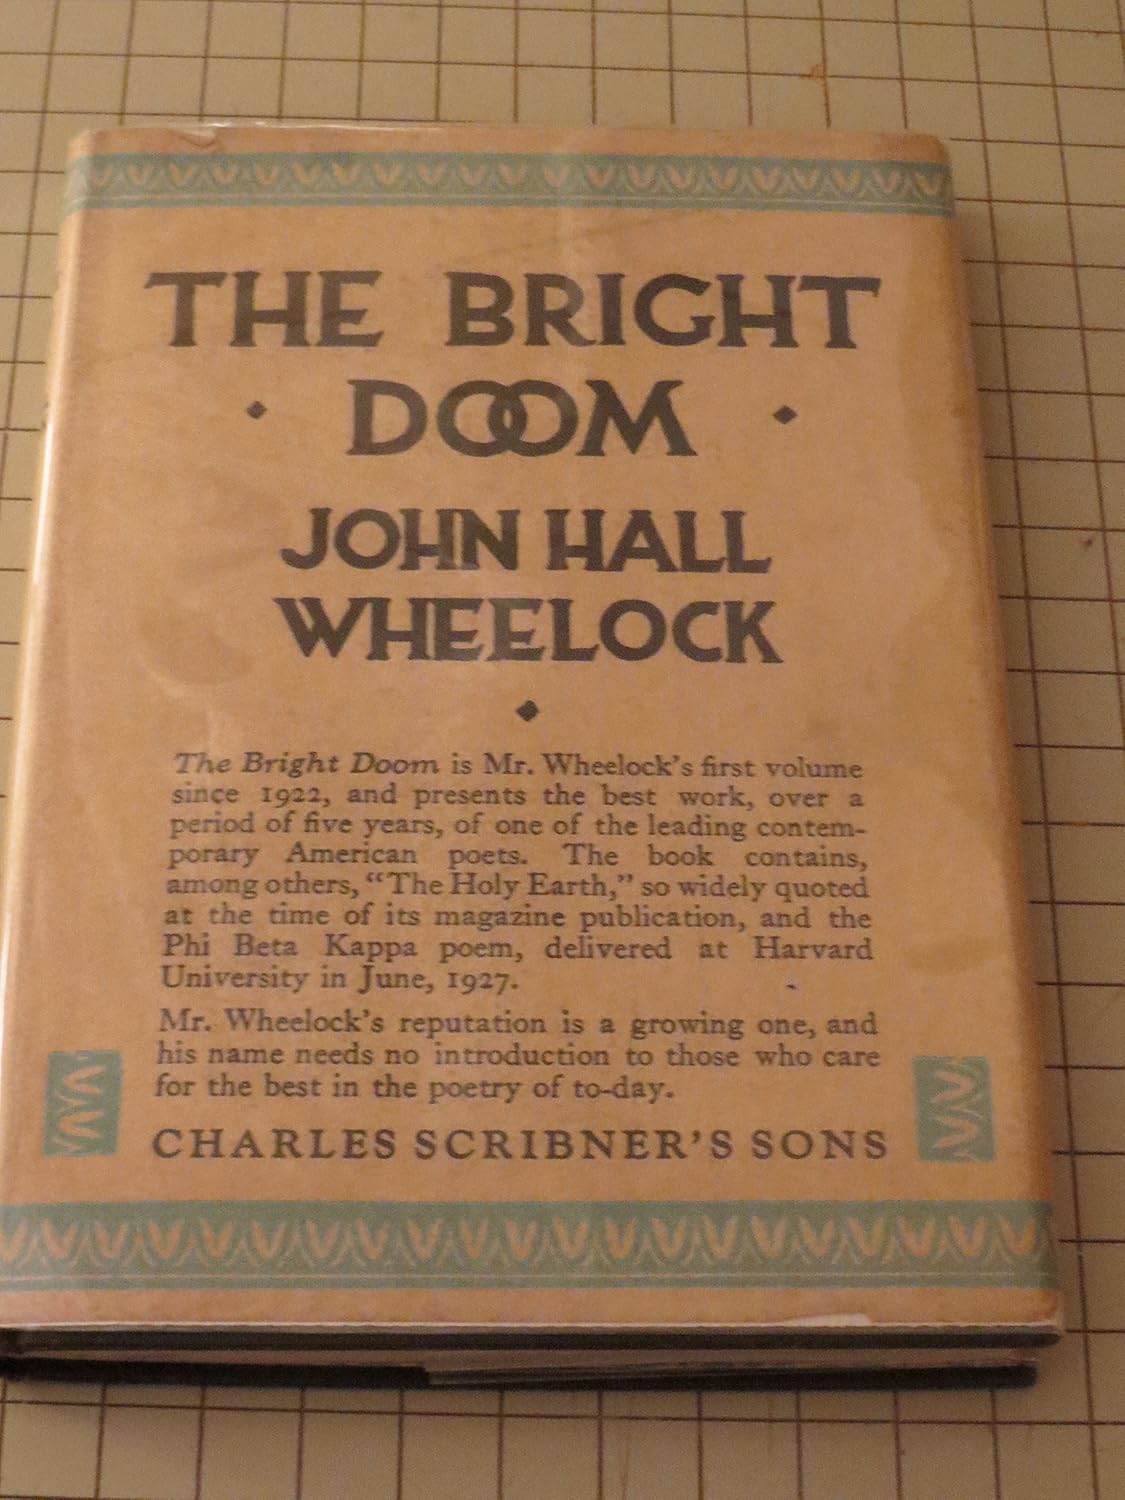 THE BRIGHT
· DOOM ·
JOHN HALL
WHEELOCK
The Bright Doom is Mr. Wheelock's first volume
since 1922, and presents the best work, over a
period of five years, of one of the leading contem-
porary American poets. The book contains,
among others, “The Holy Earth,” so widely quoted
at the time of its magazine publication, and the
Phi Beta Kappa poem, delivered at Harvard
University in June, 1927.
Mr. Wheelock's reputation is a growing one, and
his name needs no introduction to those who care
for the best in the poetry of to-day.
CHARLES SCRIBNER'S SONS